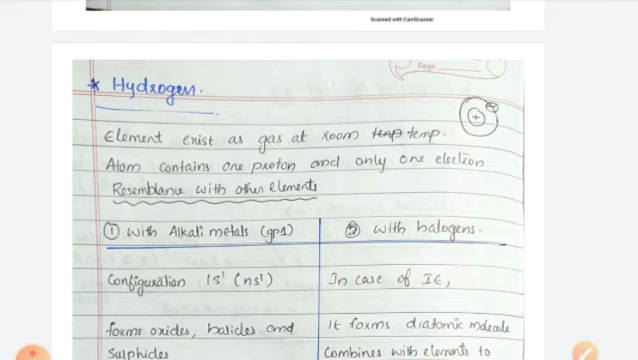 Scanned with CamScanner
Page
* Hydrogen.
Element exist as gas at room temp.
Atom contains one proton and only one electron
Resemblance with other elements
① with Alkali metals (gp1)
Configuration 1s¹ (ns¹)
forms oxides, halides and
Sulphides
② with halogens.
In case of IE,
It forms diatomic molecule
Combines with elements to